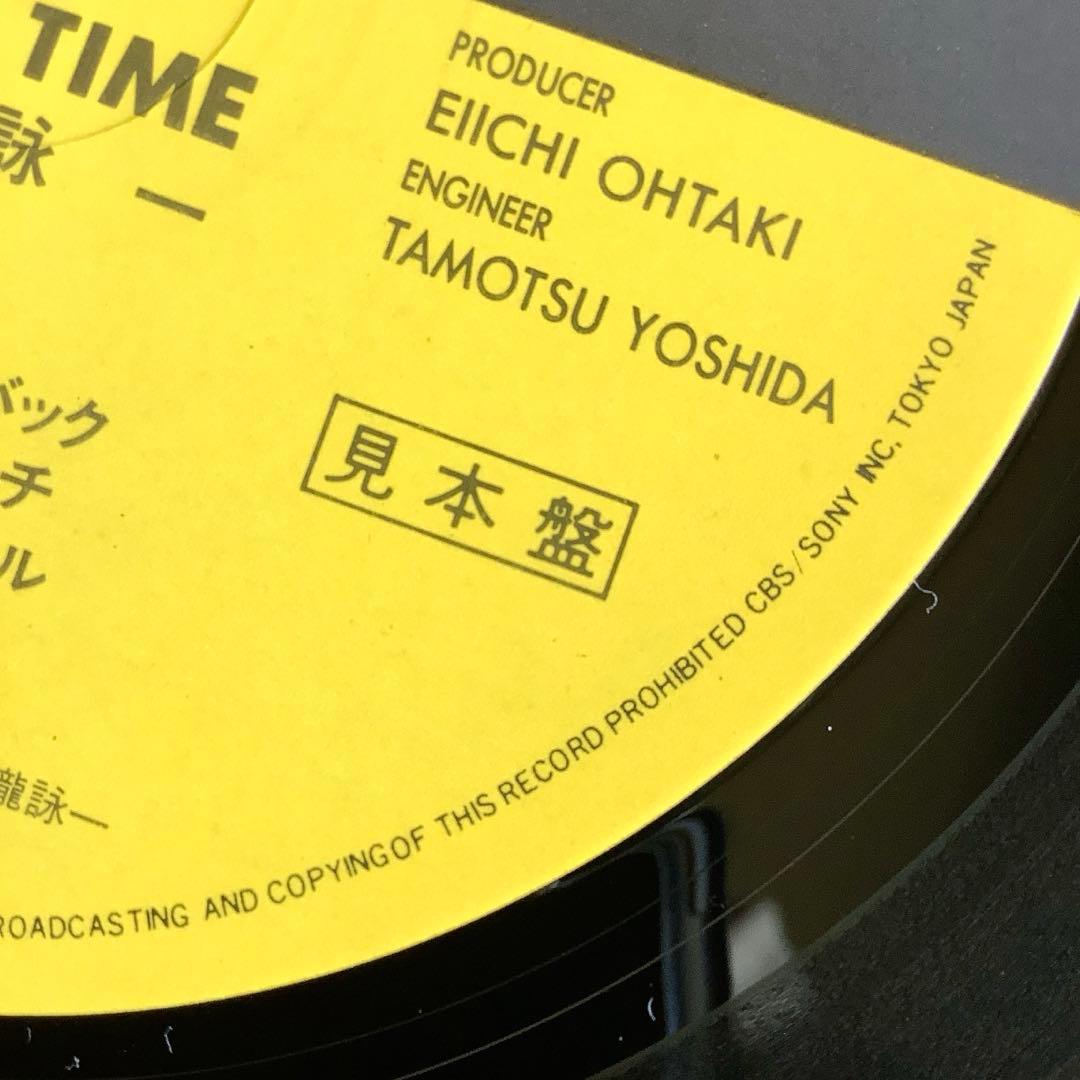 TIME
詠一
PRODUCER
EIICHI OHTAKI
ENGINEER
TAMOTSU YOSHIDA
バック
チ
ル
見本盤
瀧詠一
ROADCASTING AND COPYING OF THIS RECORD PROHIBITED CBS/SONY INC. TOKYO JAPAN